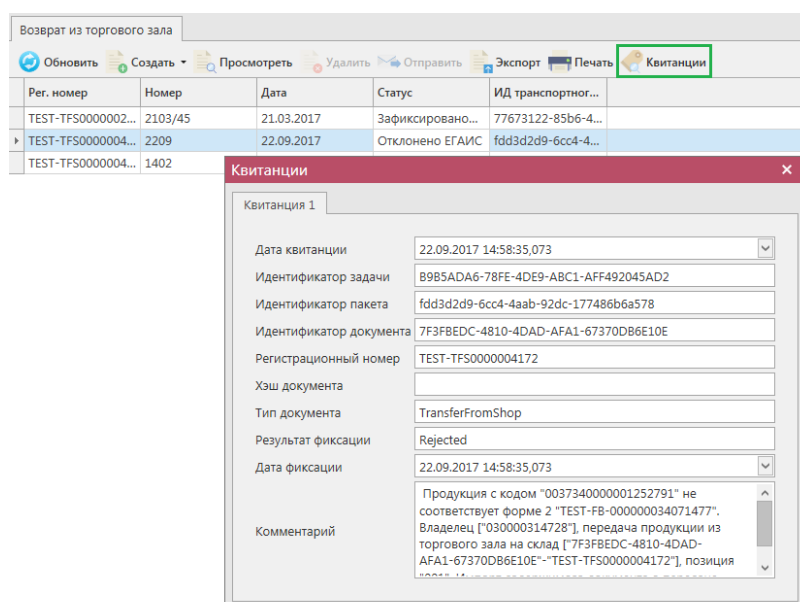 Возврат из торгового зала
Обновить Создать Просмотреть Удалить Отправить Экспорт Печать Квитанции
Рег. номер Номер Дата Статус ИД транспортног...
TEST-TFS0000002... 2103/45 21.03.2017 Зафиксировано... 77673122-85b6-4...
TEST-TFS0000004... 2209 22.09.2017 Отклонено ЕГАИС fdd3d2d9-6cc4-4...
TEST-TFS0000004... 1402
Квитанции
Квитанция 1
Дата квитанции 22.09.2017 14:58:35,073
Идентификатор задачи B9B5ADA6-78FE-4DE9-ABC1-AFF492045AD2
Идентификатор пакета fdd3d2d9-6cc4-4aab-92dc-177486b6a578
Идентификатор документа 7F3FBEDC-4810-4DAD-AFA1-67370DB6E10E
Регистрационный номер TEST-TFS0000004172
Хэш документа
Тип документа TransferFromShop
Результат фиксации Rejected
Дата фиксации 22.09.2017 14:58:35,073
Комментарий
Продукция с кодом "0037340000001252791" не
соответствует форме 2 "TEST-FB-000000034071477".
Владелец ["030000314728"], передача продукции из
торгового зала на склад ["7F3FBEDC-4810-4DAD-
AFA1-67370DB6E10E"-"TEST-TFS0000004172"], позиция